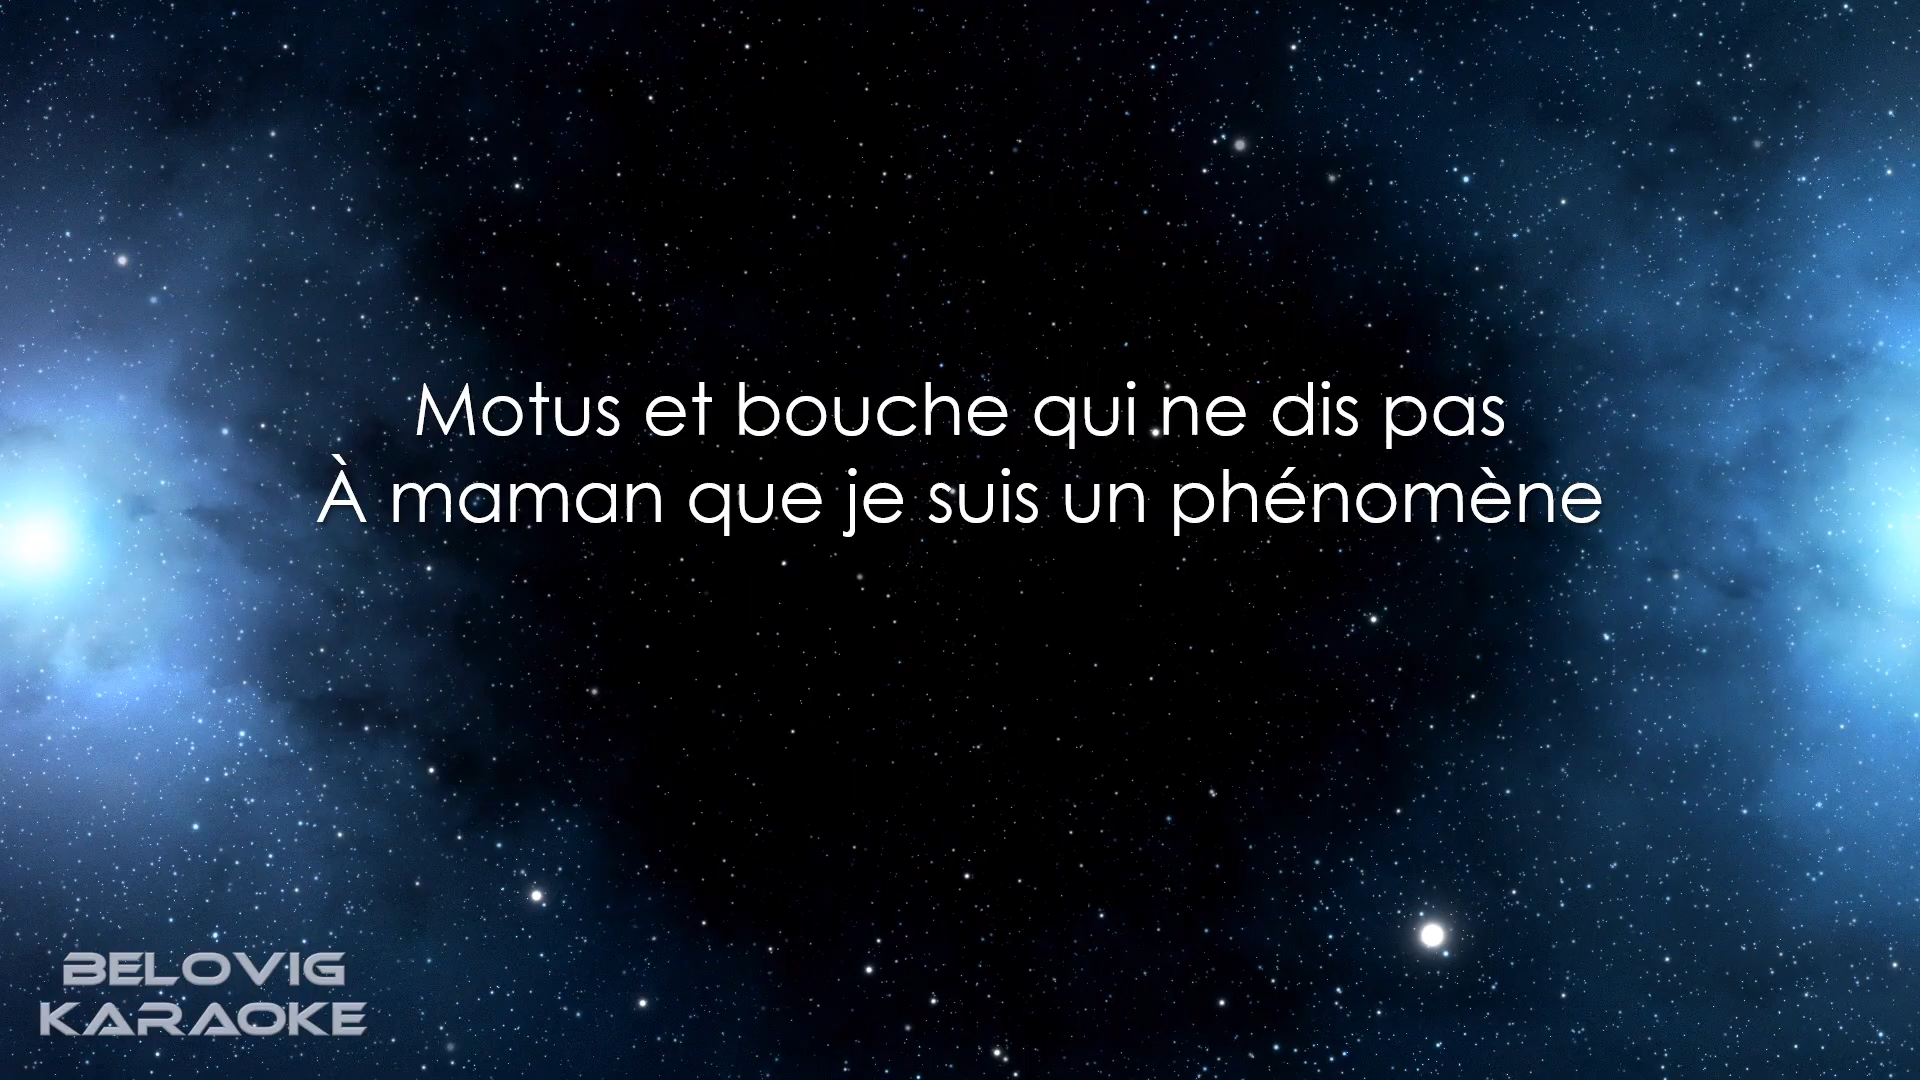 Motus et bouche qui ne dis pas
À maman que je suis un phénomène
BELOVIG
KARAOKE